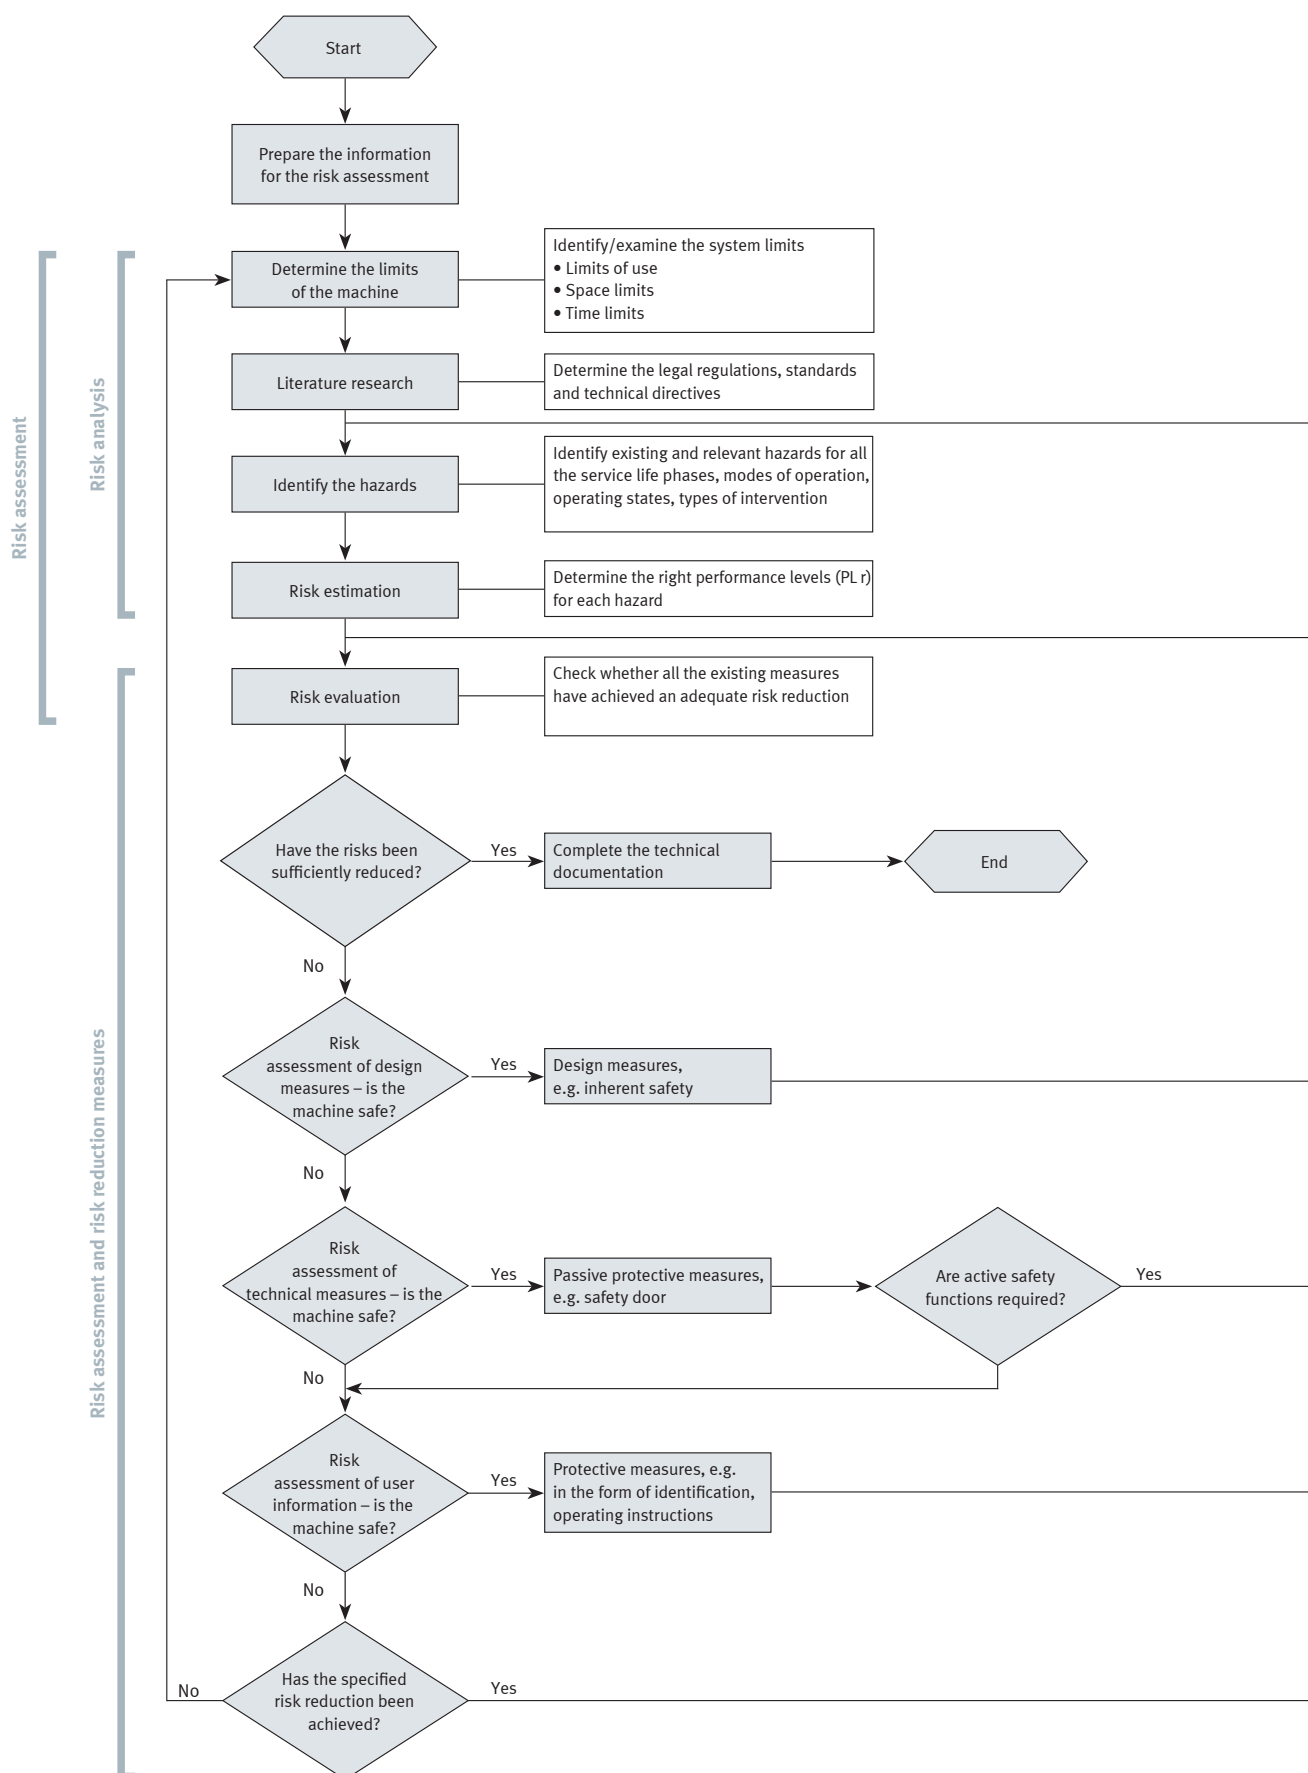 Start
Prepare the information
for the risk assessment
Determine the limits
of the machine
Identify/examine the system limits
• Limits of use
• Space limits
• Time limits
Literature research
Determine the legal regulations, standards
and technical directives
Identify the hazards
Identify existing and relevant hazards for all
the service life phases, modes of operation,
operating states, types of intervention
Risk estimation
Determine the right performance levels (PL r)
for each hazard
Risk analysis
Risk assessment
Risk evaluation
Check whether all the existing measures
have achieved an adequate risk reduction
Have the risks been
sufficiently reduced?
Yes
Complete the technical
documentation
End
No
Risk
assessment of design
measures – is the
machine safe?
Yes
Design measures,
e.g. inherent safety
No
Risk assessment and risk reduction measures
Risk
assessment of
technical measures – is the
machine safe?
Yes
Passive protective measures,
e.g. safety door
Are active safety
functions required?
Yes
No
Risk
assessment of user
information – is the
machine safe?
Yes
Protective measures, e.g.
in the form of identification,
operating instructions
No
Has the specified
risk reduction been
achieved?
No
Yes